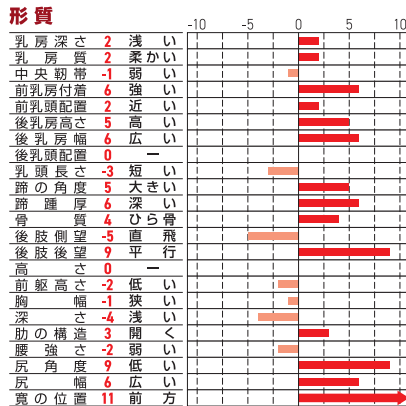 形質
-10 -5 0 5 10
乳房深さ 2 浅い
乳房質 2 柔かい
中央靭帯 -1 弱い
前乳房付着 6 強い
前乳頭配置 2 近い
後乳房高さ 5 高い
後乳房幅 6 広い
後乳頭配置 0 ー
乳頭長さ -3 短い
蹄の角度 5 大きい
蹄踵厚 6 深い
骨質 4 ひら骨
後肢側望 -5 直飛
後肢後望 9 平行
高さ 0 ー
前躯高さ -2 低い
胸幅 -1 狭い
深さ -4 浅い
肋の構造 3 開く
腰強さ -2 弱い
尻角度 9 低い
尻幅 6 広い
寛の位置 11 前方